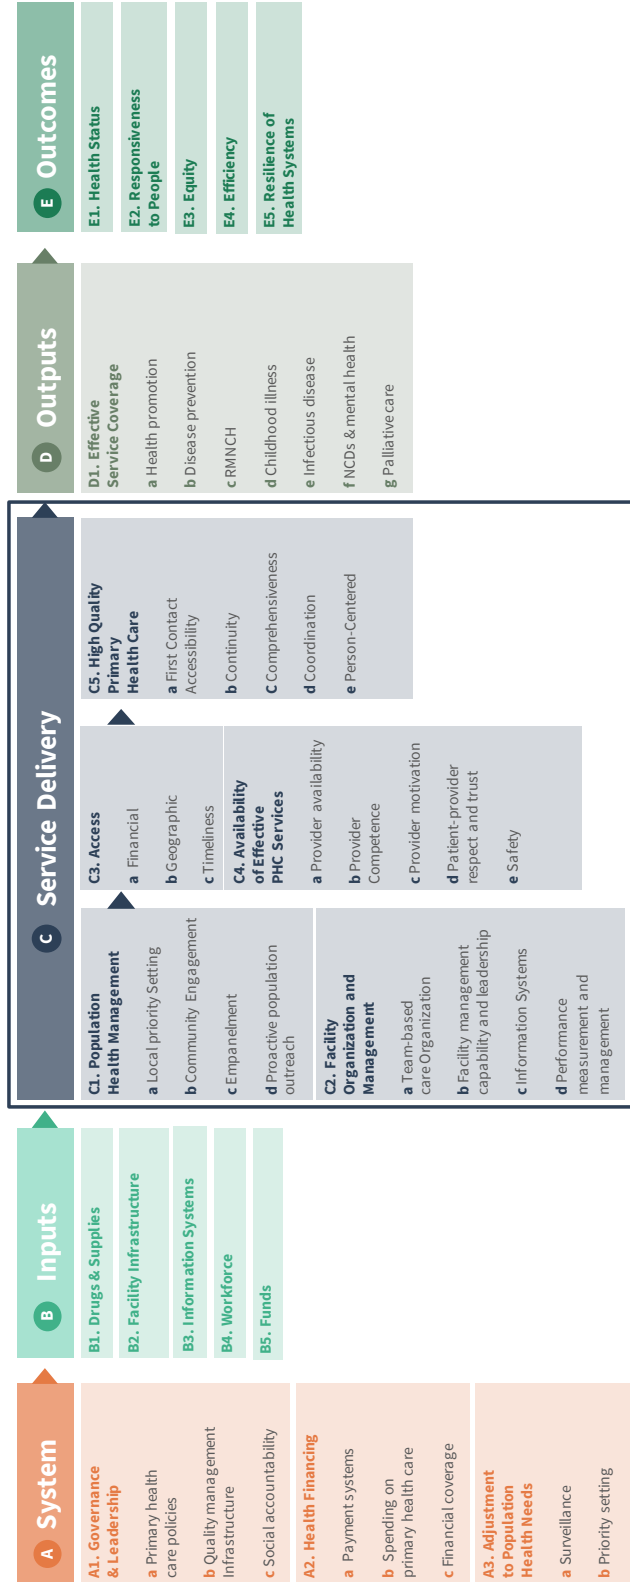 A System
A1. Governance
& Leadership
a Primary health
care policies
b Quality management
Infrastructure
c Social accountability
A2. Health Financing
a Payment systems
b Spending on
primary health care
c Financial coverage
A3. Adjustment
to Population
Health Needs
a Surveillance
b Priority setting
B Inputs
B1. Drugs & Supplies
B2. Facility Infrastructure
B3. Information Systems
B4. Workforce
B5. Funds
C Service Delivery
C1. Population
Health Management
a Local priority Setting
b Community Engagement
c Empanelment
d Proactive population
outreach
C2. Facility
Organization and
Management
a Team-based
care Organization
b Facility management
capability and leadership
c Information Systems
d Performance
measurement and
management
C3. Access
a Financial
b Geographic
c Timeliness
C4. Availability
of Effective
PHC Services
a Provider availability
b Provider
Competence
c Provider motivation
d Patient-provider
respect and trust
e Safety
C5. High Quality
Primary
Health Care
a First Contact
Accessibility
b Continuity
C Comprehensiveness
d Coordination
e Person-Centered
D Outputs
D1. Effective
Service Coverage
a Health promotion
b Disease prevention
c RMNCH
d Childhood illness
e Infectious disease
f NCDs & mental health
g Palliative care
E Outcomes
E1. Health Status
E2. Responsiveness
to People
E3. Equity
E4. Efficiency
E5. Resilience of
Health Systems